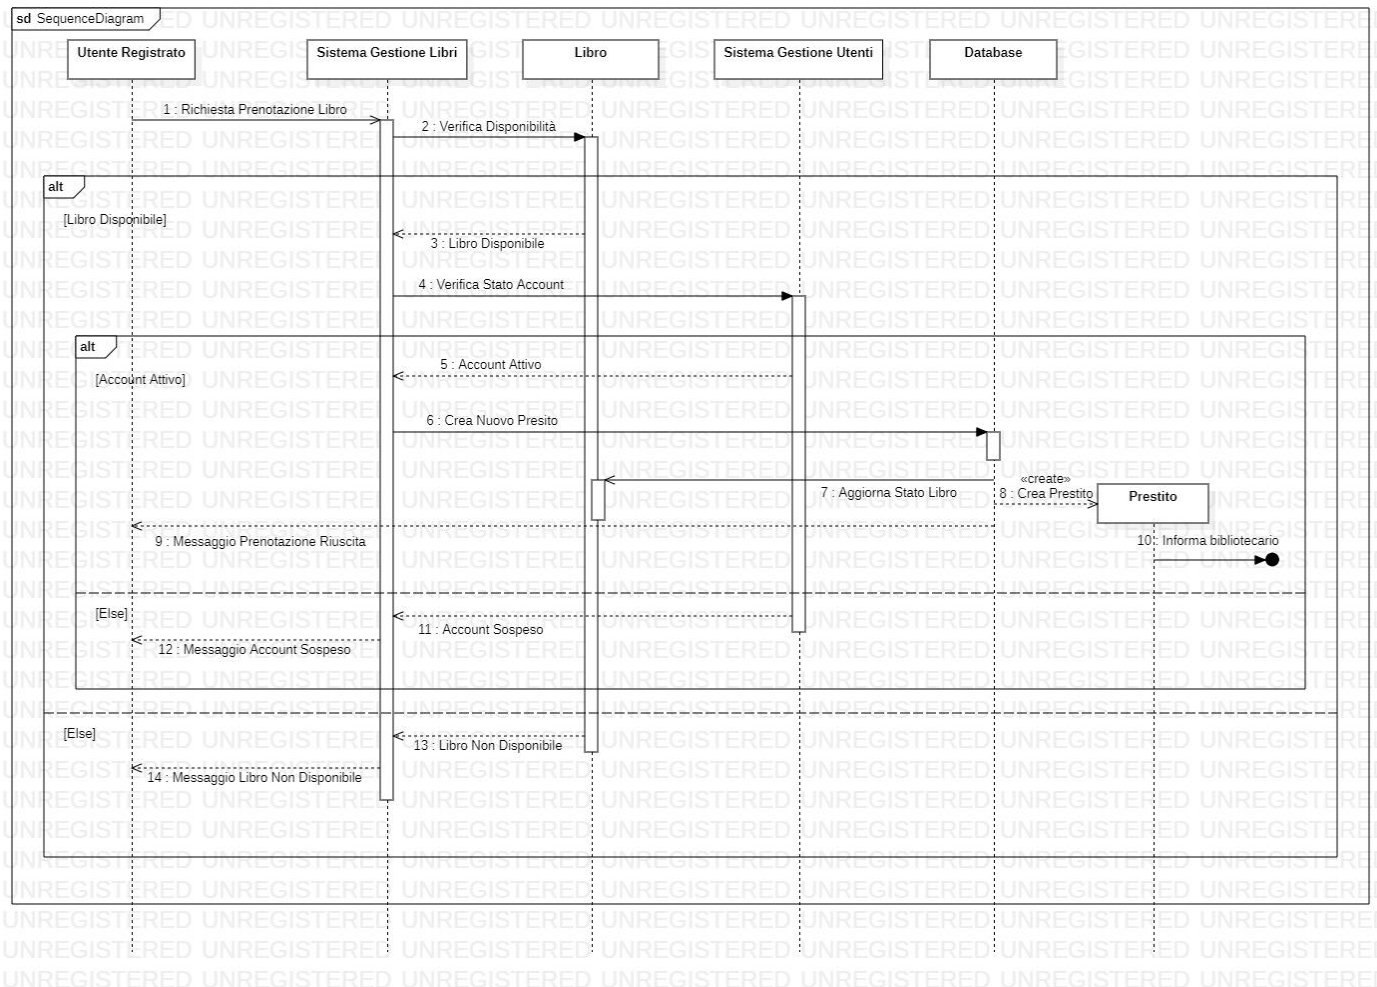 sd SequenceDiagram
Utente Registrato
Sistema Gestione Libri
Libro
Sistema Gestione Utenti
Database
1 : Richiesta Prenotazione Libro
2 : Verifica Disponibilità
alt
[Libro Disponibile]
3 : Libro Disponibile
4 : Verifica Stato Account
alt
5 : Account Attivo
[Account Attivo]
6 : Crea Nuovo Presito
«create»
7 : Aggiorna Stato Libro
8 : Crea Prestito
Prestito
9 : Messaggio Prenotazione Riuscita
10 : Informa bibliotecario
[Else]
11 : Account Sospeso
12 : Messaggio Account Sospeso
[Else]
13 : Libro Non Disponibile
14 : Messaggio Libro Non Disponibile
UNREGISTERED